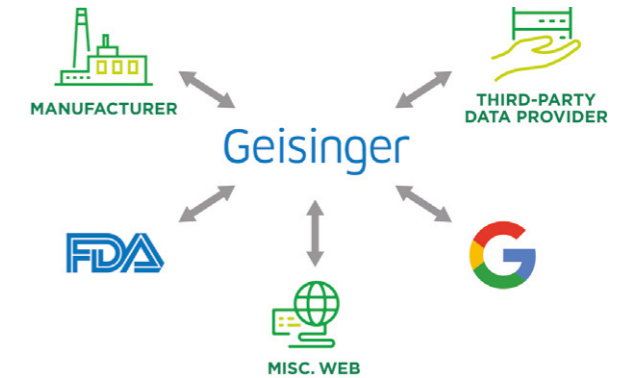 MANUFACTURER
THIRD-PARTY
DATA PROVIDER
Geisinger
FDA
G
MISC. WEB